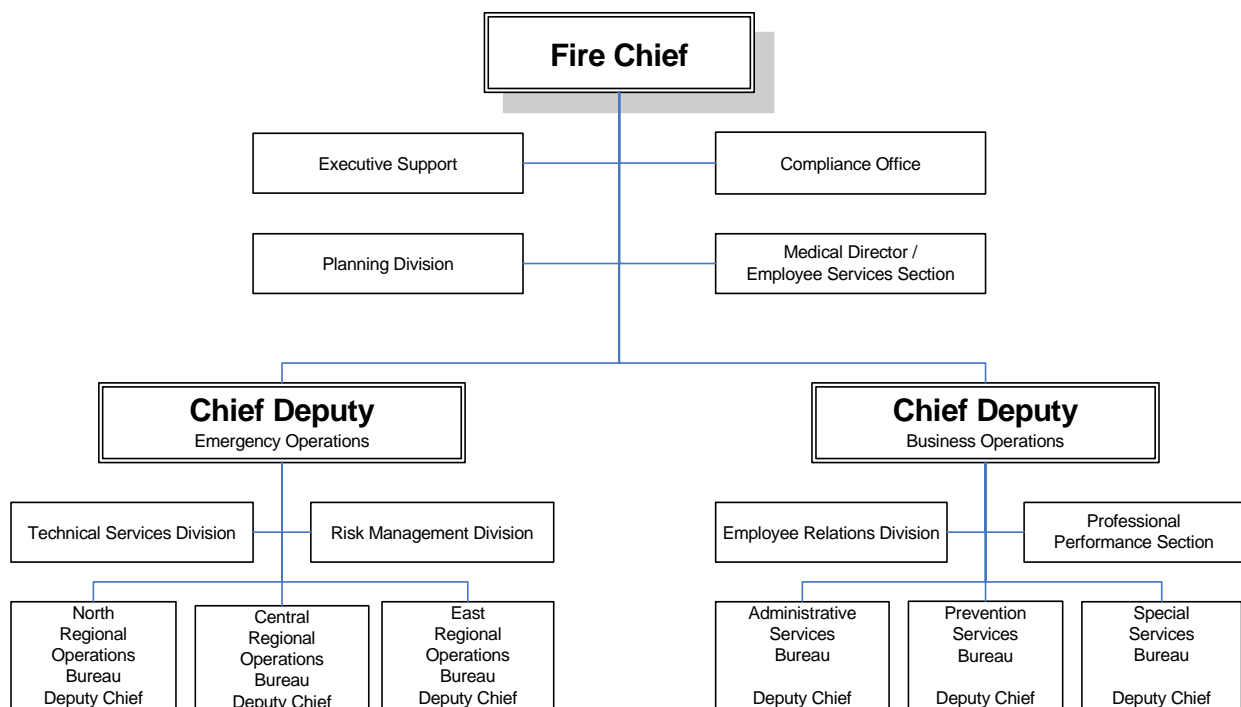 Fire Chief
Executive Support
Compliance Office
Planning Division
Medical Director /
Employee Services Section
Chief Deputy
Emergency Operations
Chief Deputy
Business Operations
Technical Services Division
Risk Management Division
Employee Relations Division
Professional
Performance Section
North
Regional
Operations
Bureau
Deputy Chief
Central
Regional
Operations
Bureau
Deputy Chief
East
Regional
Operations
Bureau
Deputy Chief
Administrative
Services
Bureau
Deputy Chief
Prevention
Services
Bureau
Deputy Chief
Special
Services
Bureau
Deputy Chief